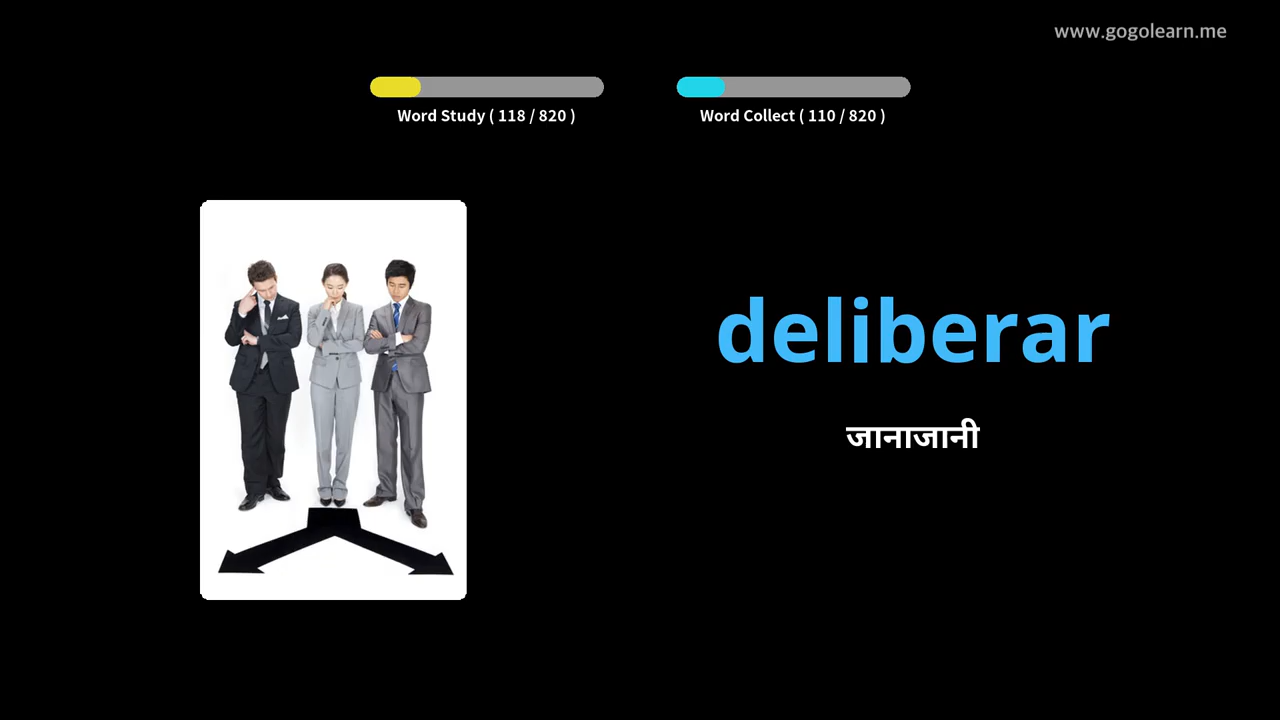 www.gogolearn.me
Word Study ( 118 / 820 )
Word Collect ( 110 / 820 )
deliberar
जानाजानी